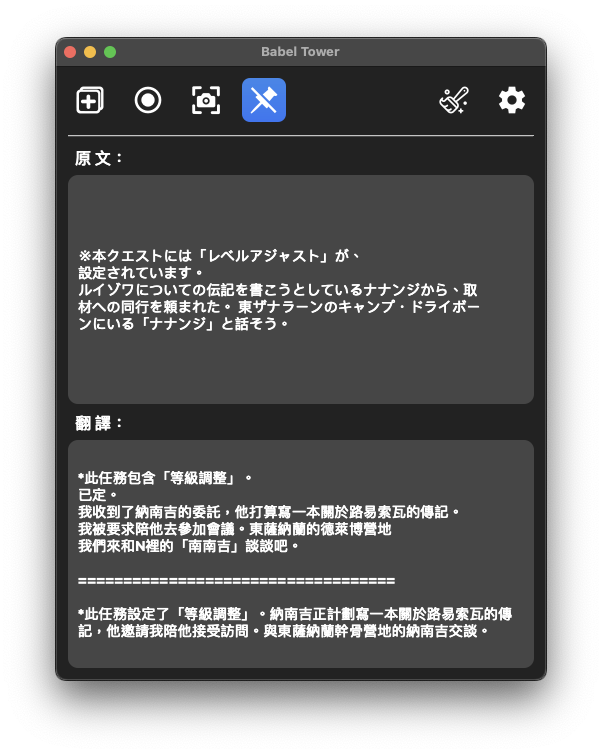 Babel Tower
原文：
※本クエストには「レベルアジャスト」が、
設定されています。
ルイゾワについての伝記を書こうとしているナナンジから、取
材への同行を頼まれた。 東ザナラーンのキャンプ・ドライボー
ンにいる「ナナンジ」と話そう。
翻譯：
*此任務包含「等級調整」。
已定。
我收到了納南吉的委託，他打算寫一本關於路易索瓦的傳記。
我被要求陪他去參加會議。東薩納蘭的德萊博營地
我們來和N裡的「南南吉」談談吧。
===================================
*此任務設定了「等級調整」。納南吉正計劃寫一本關於路易索瓦的傳
記，他邀請我陪他接受訪問。與東薩納蘭幹骨營地的納南吉交談。